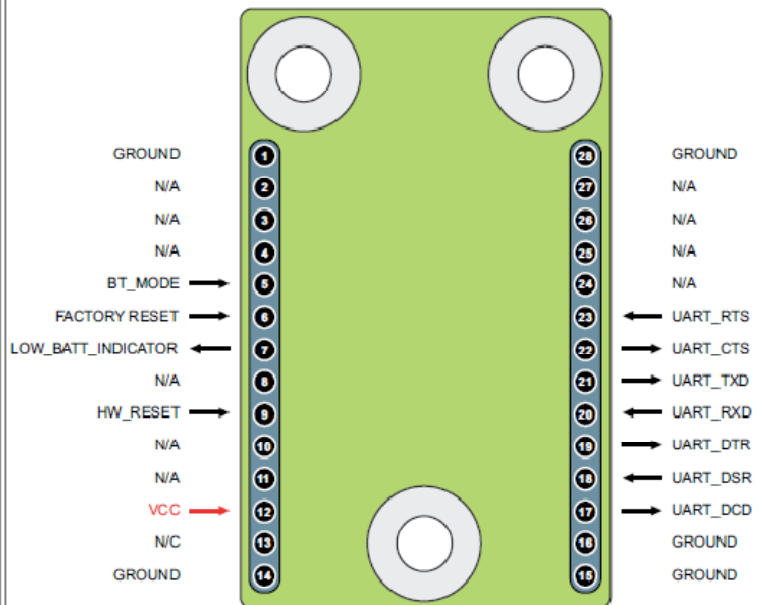 GROUND 1 28 GROUND
N/A 2 27 N/A
N/A 3 26 N/A
N/A 4 25 N/A
BT_MODE 5 24 N/A
FACTORY RESET 6 23 UART_RTS
LOW_BATT_INDICATOR 7 22 UART_CTS
N/A 8 21 UART_TXD
HW_RESET 9 20 UART_RXD
N/A 10 19 UART_DTR
N/A 11 18 UART_DSR
VCC 12 17 UART_DCD
N/C 13 16 GROUND
GROUND 14 15 GROUND